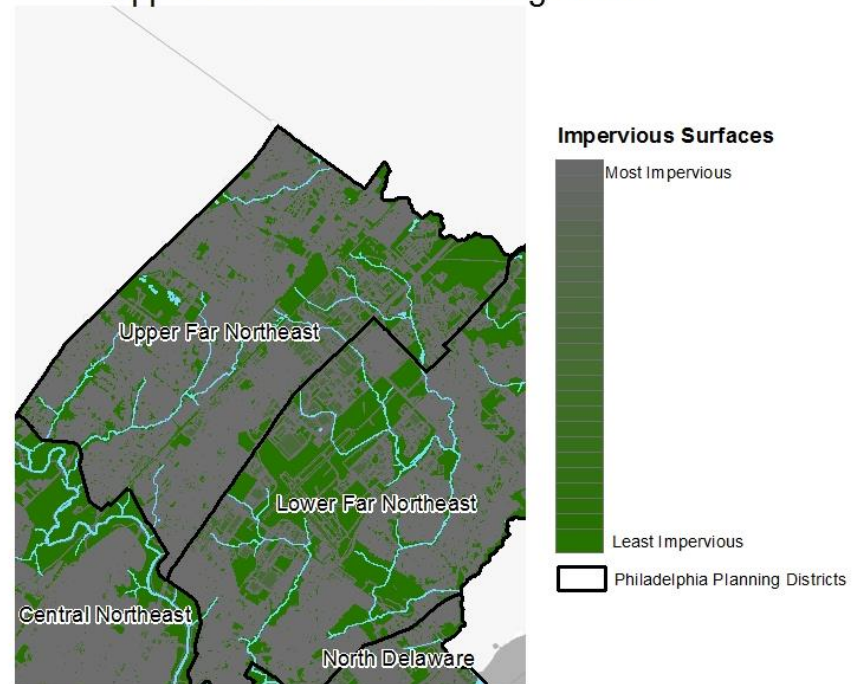 Impervious Surfaces
Most Impervious
Least Impervious
Philadelphia Planning Districts
Upper Far Northeast
Lower Far Northeast
Central Northeast
North Delaware